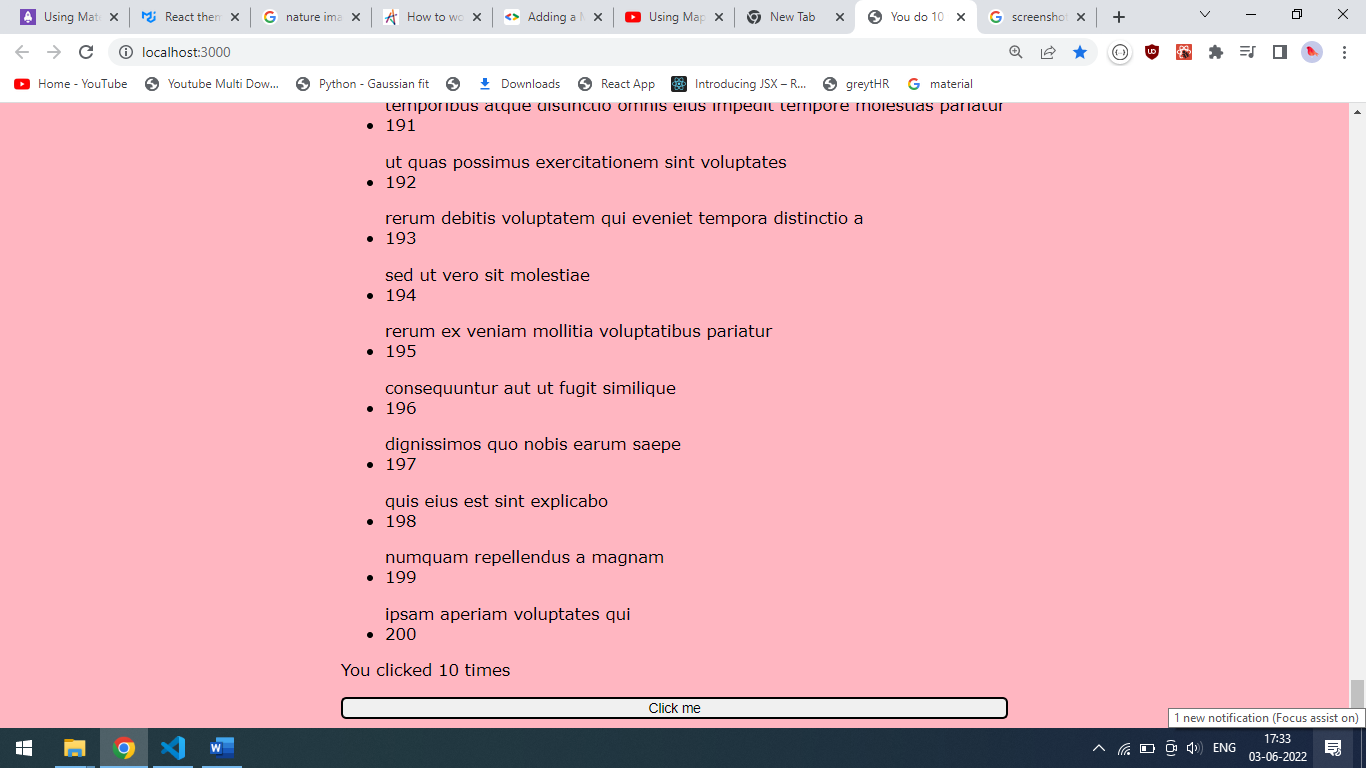 Using Mate
React them
nature ima
How to wo
Adding a M
Using Map
New Tab
You do 10
screenshot
localhost:3000
Home - YouTube
Youtube Multi Dow...
Python - Gaussian fit
Downloads
React App
Introducing JSX – R...
greytHR
material
temporibus atque distinctio omnis eius impedit tempore molestias pariatur
191
ut quas possimus exercitationem sint voluptates
192
rerum debitis voluptatem qui eveniet tempora distinctio a
193
sed ut vero sit molestiae
194
rerum ex veniam mollitia voluptatibus pariatur
195
consequuntur aut ut fugit similique
196
dignissimos quo nobis earum saepe
197
quis eius est sint explicabo
198
numquam repellendus a magnam
199
ipsam aperiam voluptates qui
200
You clicked 10 times
Click me
1 new notification (Focus assist on)
ENG
17:33
03-06-2022